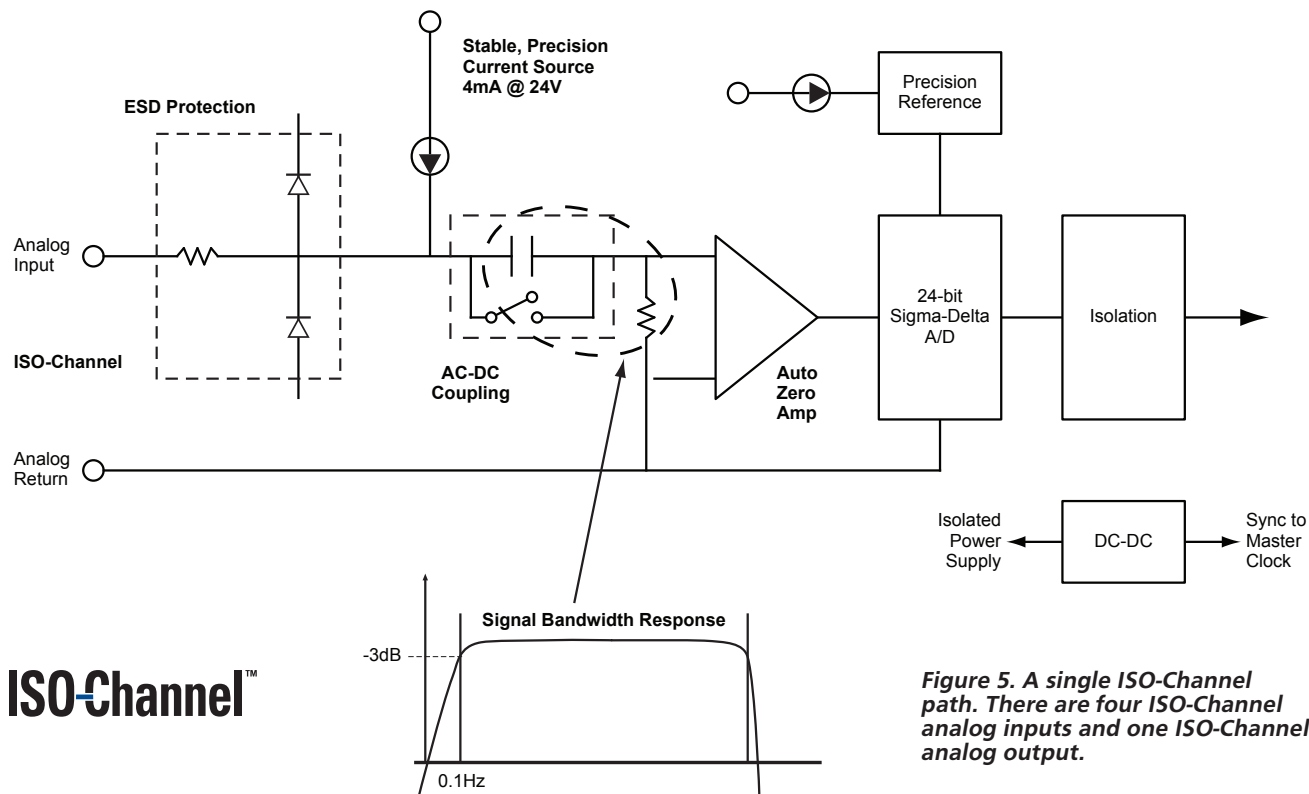 Stable, Precision
Current Source
4mA @ 24V
ESD Protection
Precision
Reference
Analog
Input
24-bit
Sigma-Delta
A/D
Isolation
ISO-Channel
AC-DC
Coupling
Auto
Zero
Amp
Analog
Return
Isolated
Power
Supply
DC-DC
Sync to
Master
Clock
Signal Bandwidth Response
-3dB
0.1Hz
ISO-Channel™
Figure 5. A single ISO-Channel
path. There are four ISO-Channel
analog inputs and one ISO-Channel
analog output.